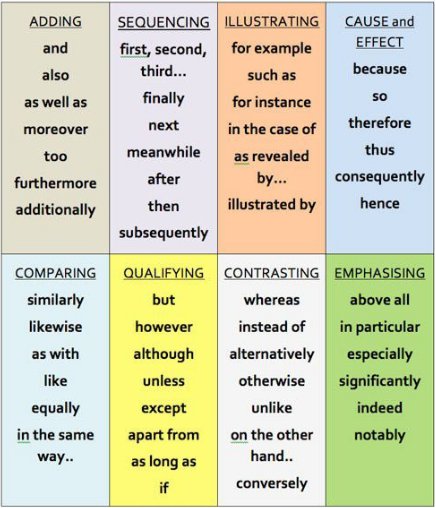 ADDING
and
also
as well as
moreover
too
furthermore
additionally
SEQUENCING
first, second,
third...
finally
next
meanwhile
after
then
subsequently
ILLUSTRATING
for example
such as
for instance
in the case of
as revealed
by...
illustrated by
CAUSE and
EFFECT
because
so
therefore
thus
consequently
hence
COMPARING
similarly
likewise
as with
like
equally
in the same
way..
QUALIFYING
but
however
although
unless
except
apart from
as long as
if
CONTRASTING
whereas
instead of
alternatively
otherwise
unlike
on the other
hand..
conversely
EMPHASISING
above all
in particular
especially
significantly
indeed
notably